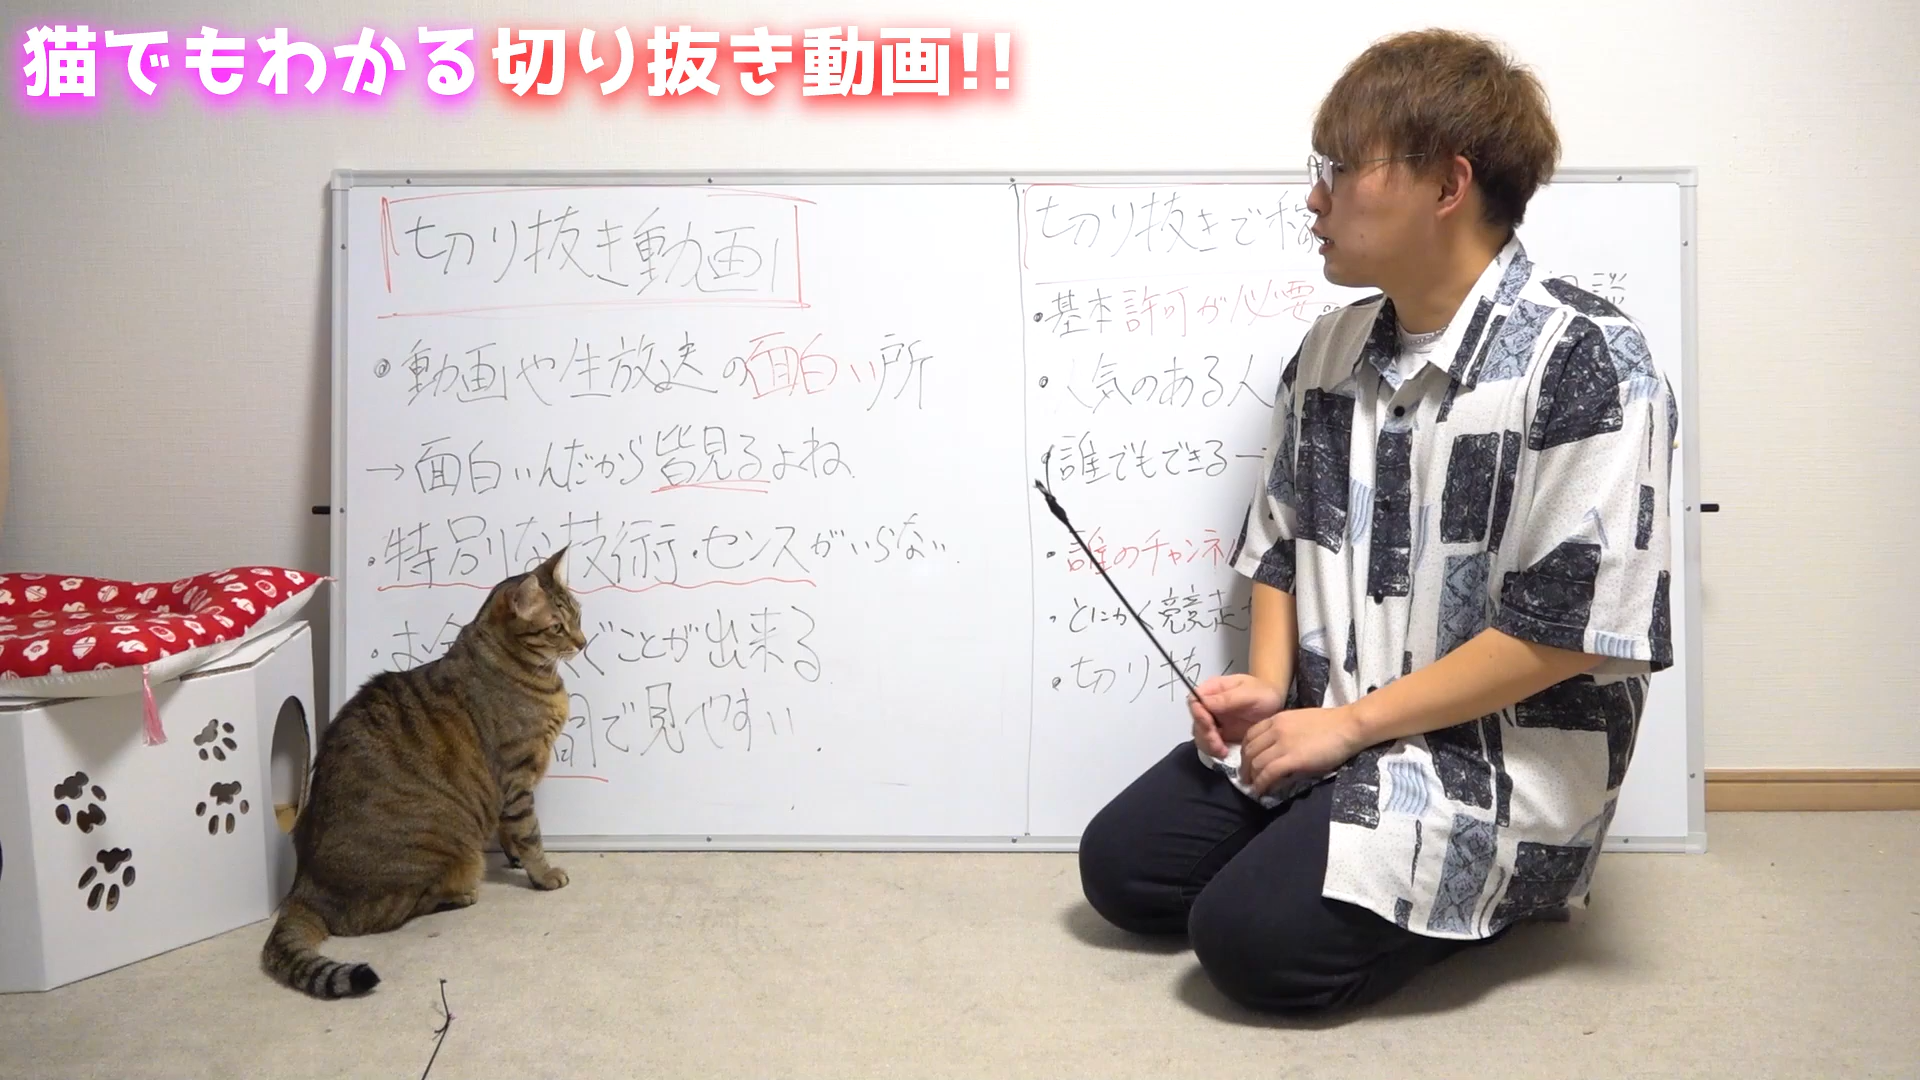 猫でもわかる切り抜き動画!!
切り抜き動画
・動画や生放送の面白い所
→面白いんだから皆見るよね
・特別な技術・センスがいらない
ことが出来る
間で見やすい
切り抜きで稼
・基本許可が必要
人気のある人
誰でもできる
・誰のチャンネル
・とにかく競走
・切り抜